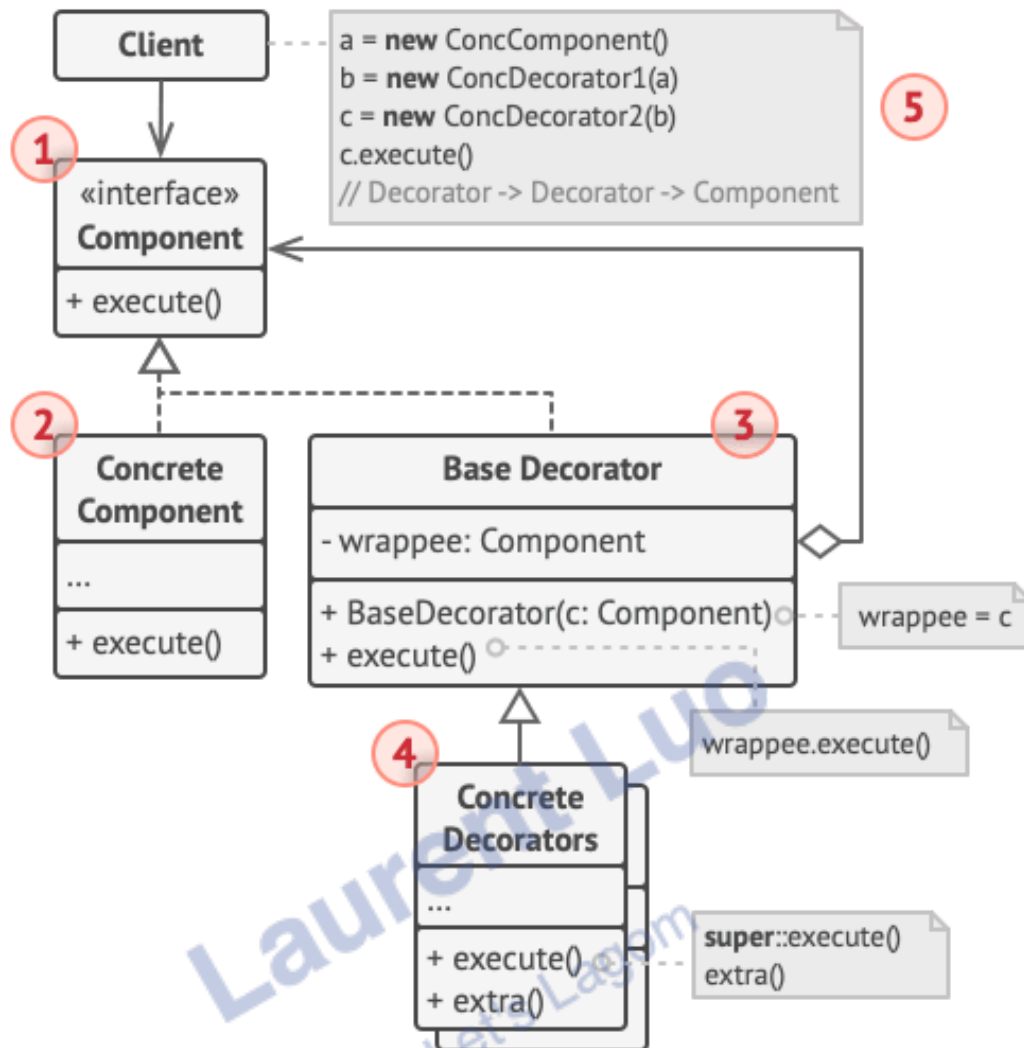 Client
a = new ConcComponent()
b = new ConcDecorator1(a)
c = new ConcDecorator2(b)
c.execute()
// Decorator -> Decorator -> Component
5
1
«interface»
Component
+ execute()
2
Concrete
Component
...
+ execute()
3
Base Decorator
- wrappee: Component
+ BaseDecorator(c: Component)
+ execute()
wrappee = c
wrappee.execute()
4
Concrete
Decorators
...
+ execute()
+ extra()
super::execute()
extra()
Laurent Luo
Let's Lagom